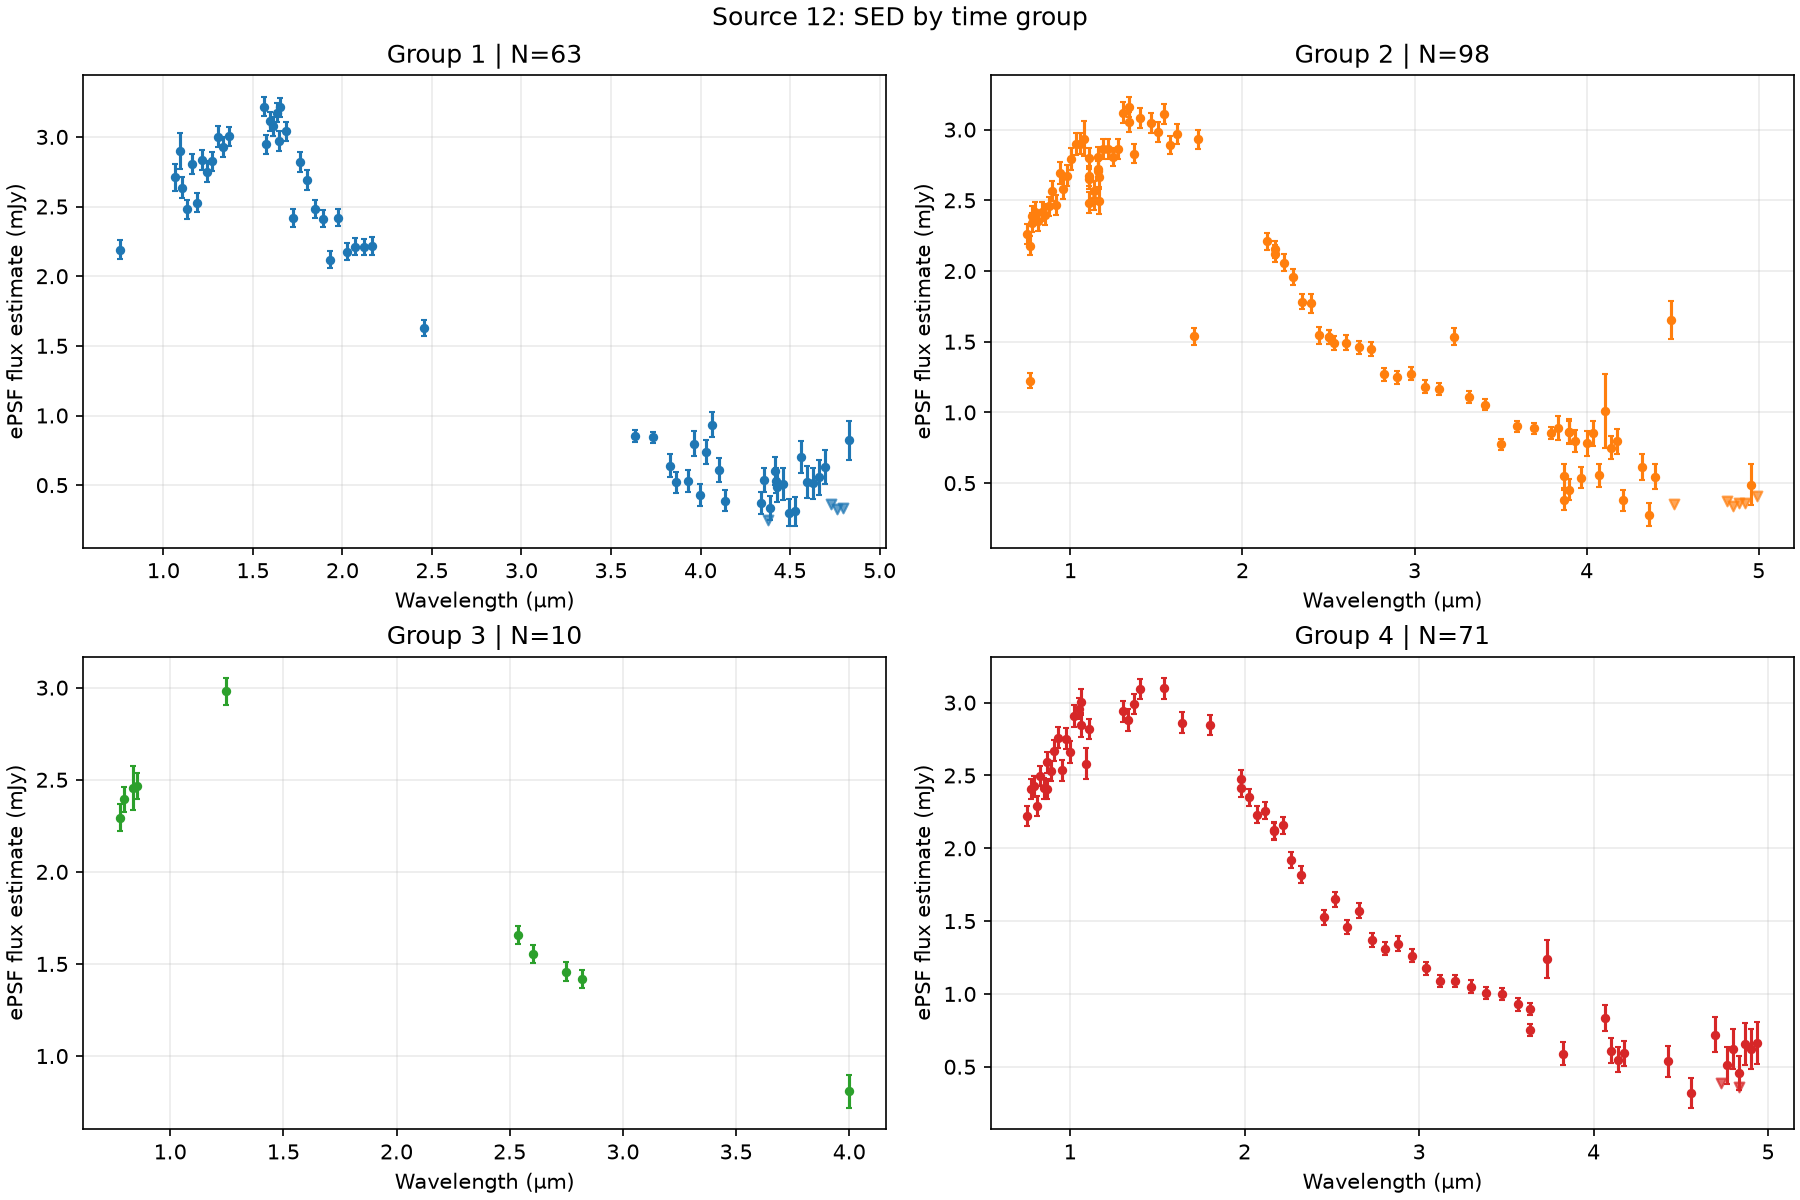 Source 12: SED by time group
Group 1 | N=63
ePSF flux estimate (mJy)
3.0
2.5
2.0
1.5
1.0
0.5
1.0 1.5 2.0 2.5 3.0 3.5 4.0 4.5 5.0
Wavelength (µm)
Group 2 | N=98
ePSF flux estimate (mJy)
3.0
2.5
2.0
1.5
1.0
0.5
1 2 3 4 5
Wavelength (µm)
Group 3 | N=10
ePSF flux estimate (mJy)
3.0
2.5
2.0
1.5
1.0
1.0 1.5 2.0 2.5 3.0 3.5 4.0
Wavelength (µm)
Group 4 | N=71
ePSF flux estimate (mJy)
3.0
2.5
2.0
1.5
1.0
0.5
1 2 3 4 5
Wavelength (µm)